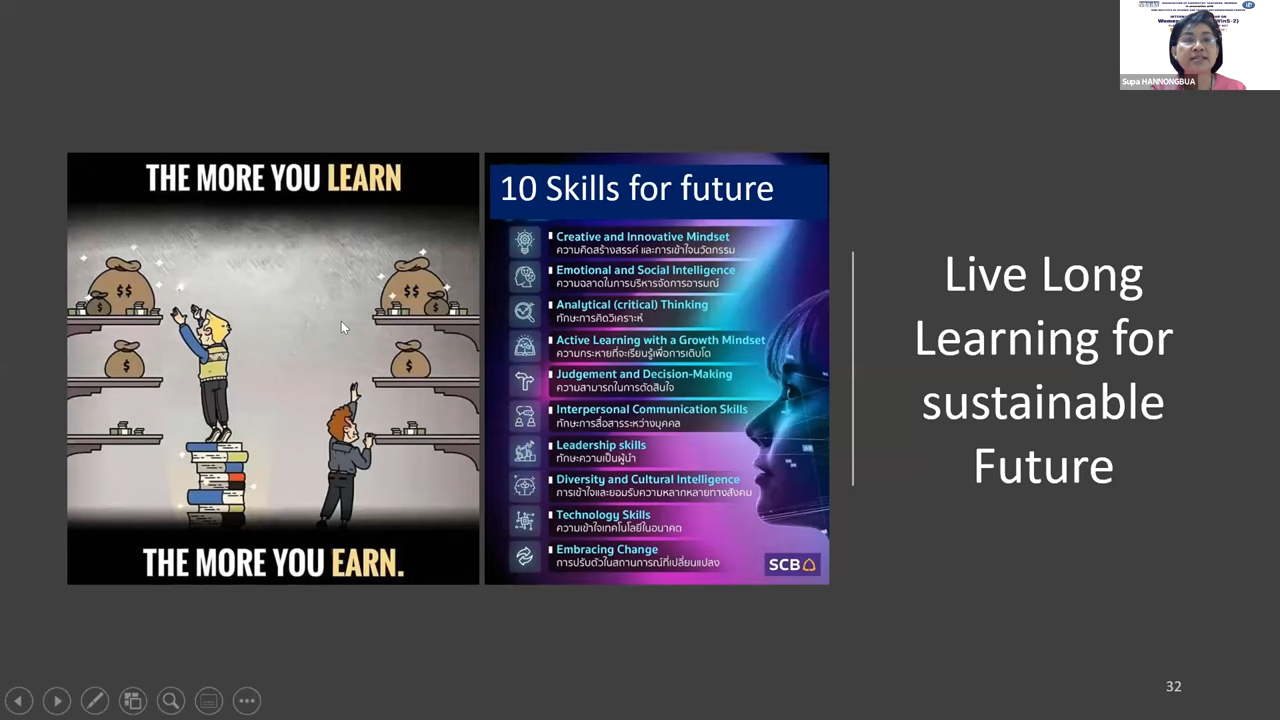 ASSOCIATION OF CHEMISTRY TEACHERS, MUMBAI
Supa HANNONGBUA
THE MORE YOU LEARN
$$
$$
$
$
THE MORE YOU EARN.
10 Skills for future
Creative and Innovative Mindset
ความคิดสร้างสรรค์ และการเข้าใจนวัตกรรม
Emotional and Social Intelligence
ความฉลาดในการบริหารจัดการอารมณ์
Analytical (critical) Thinking
ทักษะการคิดวิเคราะห์
Active Learning with a Growth Mindset
ความกระหายที่จะเรียนรู้เพื่อการเติบโต
Judgement and Decision-Making
ความสามารถในการตัดสินใจ
Interpersonal Communication Skills
ทักษะการสื่อสารระหว่างบุคคล
Leadership skills
ทักษะความเป็นผู้นำ
Diversity and Cultural Intelligence
การเข้าใจและยอมรับความหลากหลายทางสังคม
Technology Skills
ความเข้าใจเทคโนโลยีในอนาคต
Embracing Change
การปรับตัวในสถานการณ์ที่เปลี่ยนแปลง
SCB
Live Long
Learning for
sustainable
Future
32